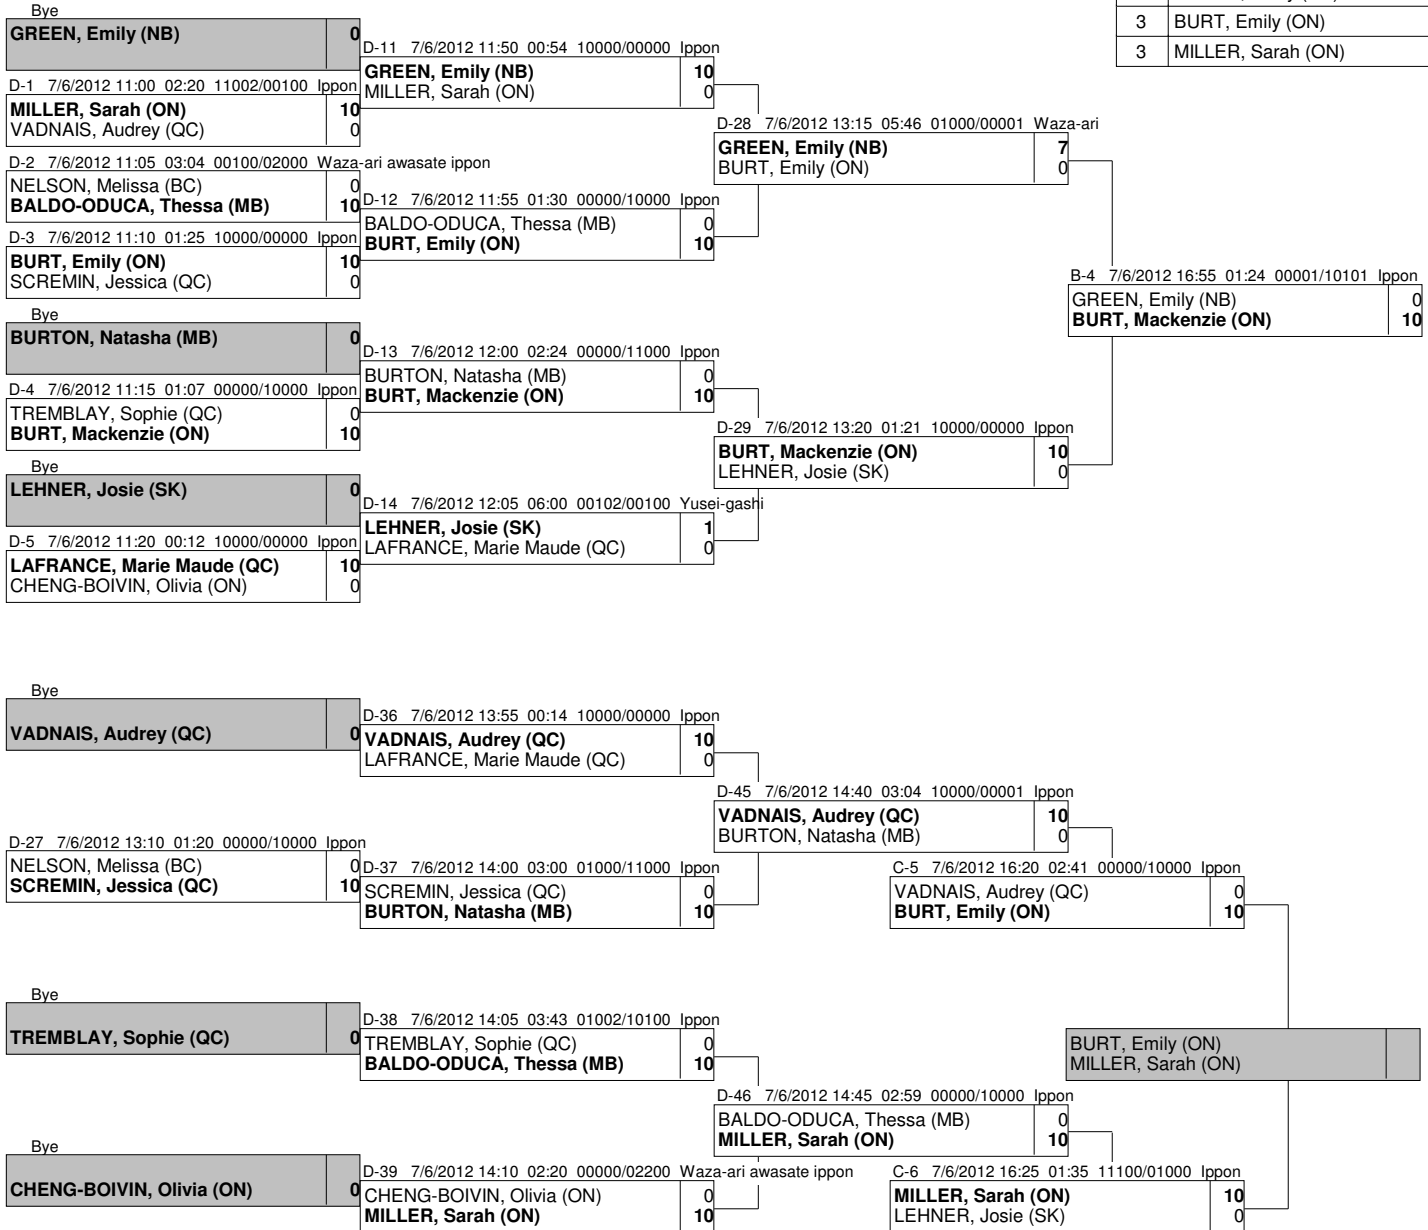 3 BURT, Emily (ON)
3 MILLER, Sarah (ON)
Bye
GREEN, Emily (NB) 0
D-1 7/6/2012 11:00 02:20 11002/00100 Ippon
MILLER, Sarah (ON) 10
VADNAIS, Audrey (QC) 0
D-2 7/6/2012 11:05 03:04 00100/02000 Waza-ari awasate ippon
NELSON, Melissa (BC) 0
BALDO-ODUCA, Thessa (MB) 10
D-3 7/6/2012 11:10 01:25 10000/00000 Ippon
BURT, Emily (ON) 10
SCREMIN, Jessica (QC) 0
Bye
BURTON, Natasha (MB) 0
D-4 7/6/2012 11:15 01:07 00000/10000 Ippon
TREMBLAY, Sophie (QC) 0
BURT, Mackenzie (ON) 10
Bye
LEHNER, Josie (SK) 0
D-5 7/6/2012 11:20 00:12 10000/00000 Ippon
LAFRANCE, Marie Maude (QC) 10
CHENG-BOIVIN, Olivia (ON) 0
D-11 7/6/2012 11:50 00:54 10000/00000 Ippon
GREEN, Emily (NB) 10
MILLER, Sarah (ON) 0
D-12 7/6/2012 11:55 01:30 00000/10000 Ippon
BALDO-ODUCA, Thessa (MB) 0
BURT, Emily (ON) 10
D-13 7/6/2012 12:00 02:24 00000/11000 Ippon
BURTON, Natasha (MB) 0
BURT, Mackenzie (ON) 10
D-14 7/6/2012 12:05 06:00 00102/00100 Yusei-gashi
LEHNER, Josie (SK) 1
LAFRANCE, Marie Maude (QC) 0
D-28 7/6/2012 13:15 05:46 01000/00001 Waza-ari
GREEN, Emily (NB) 7
BURT, Emily (ON) 0
D-29 7/6/2012 13:20 01:21 10000/00000 Ippon
BURT, Mackenzie (ON) 10
LEHNER, Josie (SK) 0
B-4 7/6/2012 16:55 01:24 00001/10101 Ippon
GREEN, Emily (NB) 0
BURT, Mackenzie (ON) 10
Bye
VADNAIS, Audrey (QC) 0
D-27 7/6/2012 13:10 01:20 00000/10000 Ippon
NELSON, Melissa (BC) 0
SCREMIN, Jessica (QC) 10
Bye
TREMBLAY, Sophie (QC) 0
Bye
CHENG-BOIVIN, Olivia (ON) 0
D-36 7/6/2012 13:55 00:14 10000/00000 Ippon
VADNAIS, Audrey (QC) 10
LAFRANCE, Marie Maude (QC) 0
D-37 7/6/2012 14:00 03:00 01000/11000 Ippon
SCREMIN, Jessica (QC) 0
BURTON, Natasha (MB) 10
D-38 7/6/2012 14:05 03:43 01002/10100 Ippon
TREMBLAY, Sophie (QC) 0
BALDO-ODUCA, Thessa (MB) 10
D-39 7/6/2012 14:10 02:20 00000/02200 Waza-ari awasate ippon
CHENG-BOIVIN, Olivia (ON) 0
MILLER, Sarah (ON) 10
D-45 7/6/2012 14:40 03:04 10000/00001 Ippon
VADNAIS, Audrey (QC) 10
BURTON, Natasha (MB) 0
D-46 7/6/2012 14:45 02:59 00000/10000 Ippon
BALDO-ODUCA, Thessa (MB) 0
MILLER, Sarah (ON) 10
C-5 7/6/2012 16:20 02:41 00000/10000 Ippon
VADNAIS, Audrey (QC) 0
BURT, Emily (ON) 10
C-6 7/6/2012 16:25 01:35 11100/01000 Ippon
MILLER, Sarah (ON) 10
LEHNER, Josie (SK) 0
BURT, Emily (ON)
MILLER, Sarah (ON)